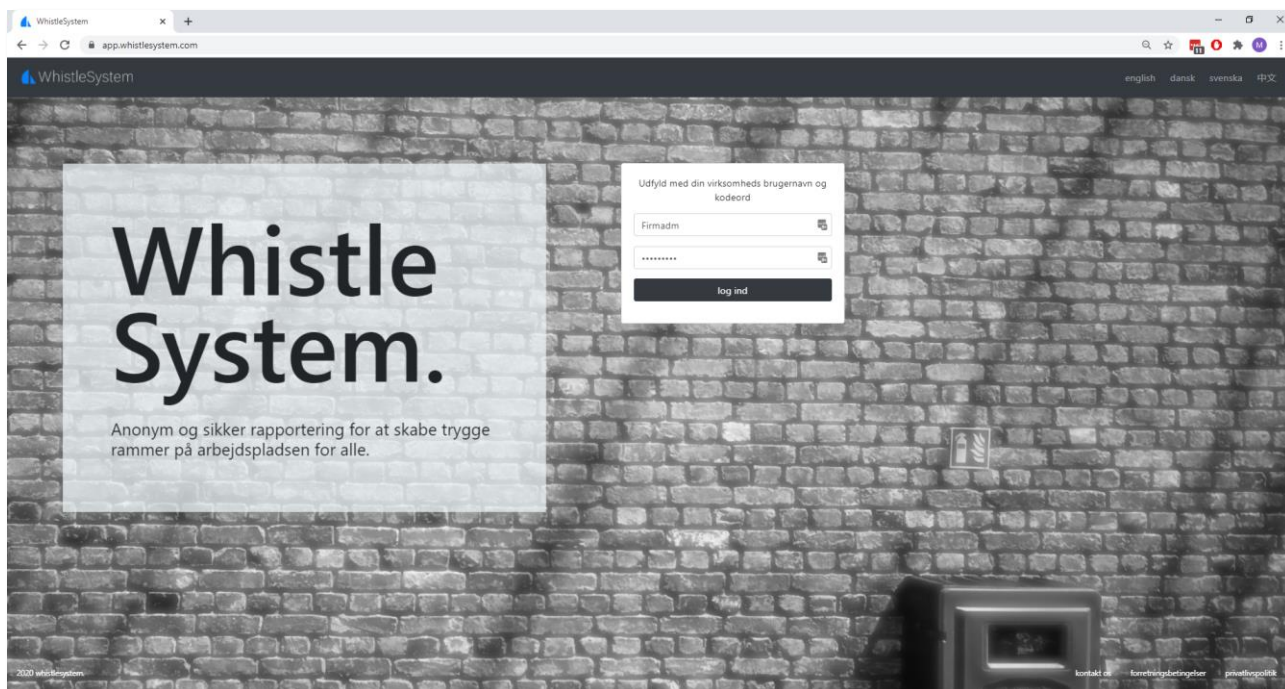 WhistleSystem
app.whistlesystem.com
11
M
WhistleSystem
english dansk svenska 中文
Whistle
System.
Anonym og sikker rapportering for at skabe trygge
rammer på arbejdspladsen for alle.
Udfyld med din virksomheds brugernavn og
kodeord
Firmadm
•••••••••
log ind
2020 whistlesystem.
kontakt os forretningsbetingelser privatlivspolitik